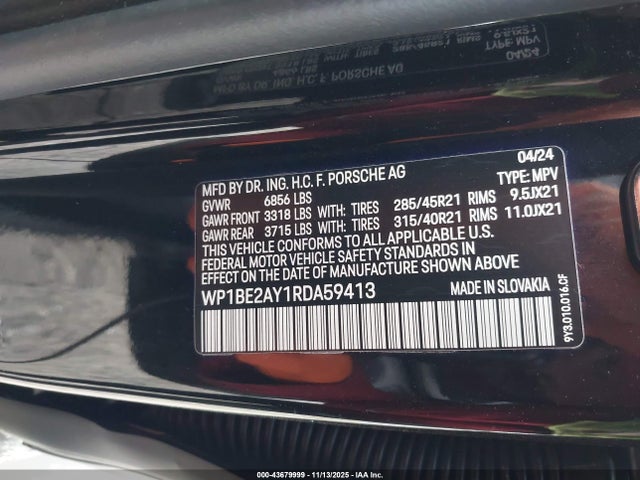 04/24
MFD BY DR. ING. H.C. F. PORSCHE AG TYPE: MPV
GVWR 6856 LBS
GAWR FRONT 3318 LBS WITH: TIRES 285/45R21 RIMS 9.5JX21
GAWR REAR 3715 LBS WITH: TIRES 315/40R21 RIMS 11.0JX21
THIS VEHICLE CONFORMS TO ALL APPLICABLE U.S.
FEDERAL MOTOR VEHICLE SAFETY STANDARDS IN
EFFECT ON THE DATE OF MANUFACTURE SHOWN ABOVE
WP1BE2AY1RDA59413 MADE IN SLOVAKIA
9Y3.010.016.CF
000-43679999 - 11/13/2025 - IAA Inc.